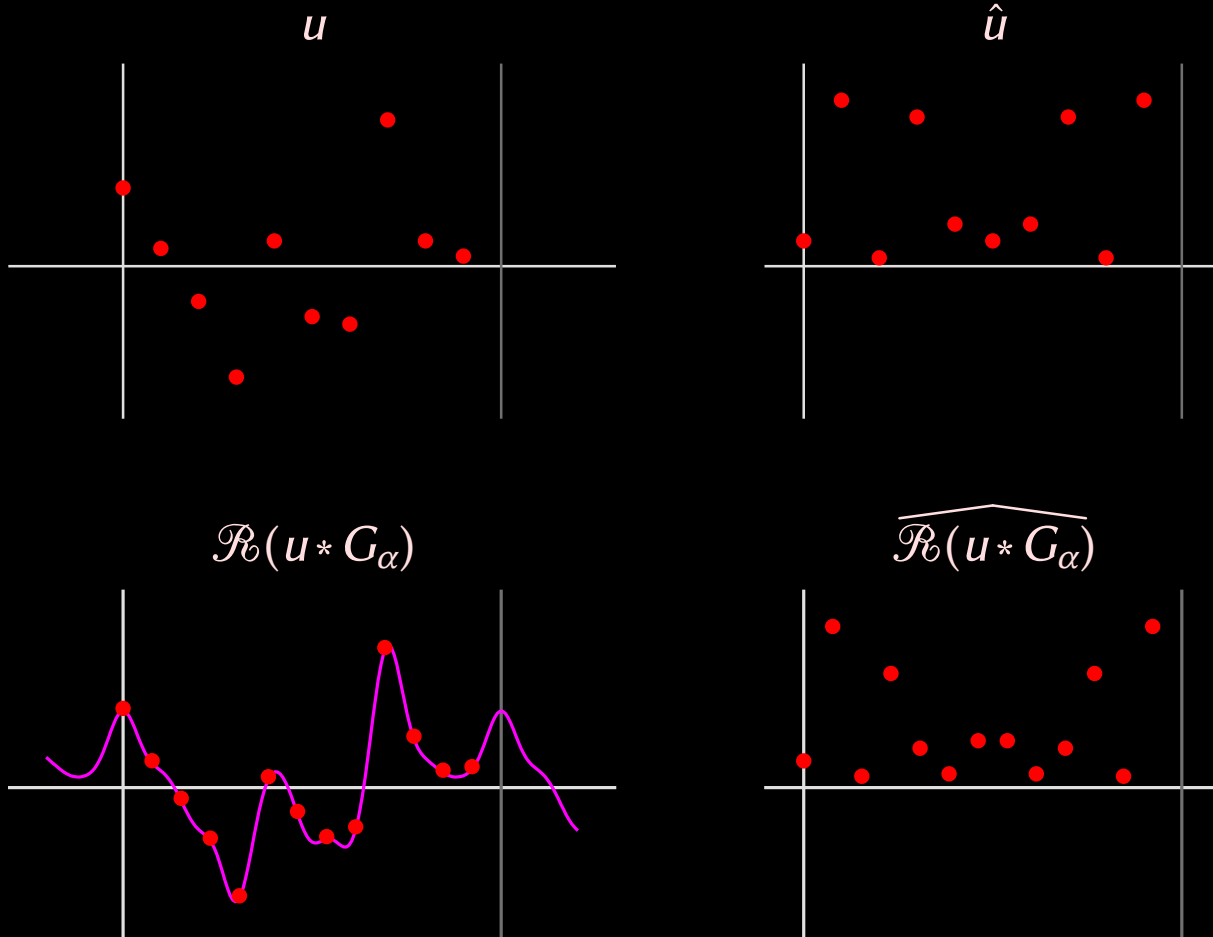 u
û
ℛ(u * G_α)
\widehat{ℛ(u * G_α)}